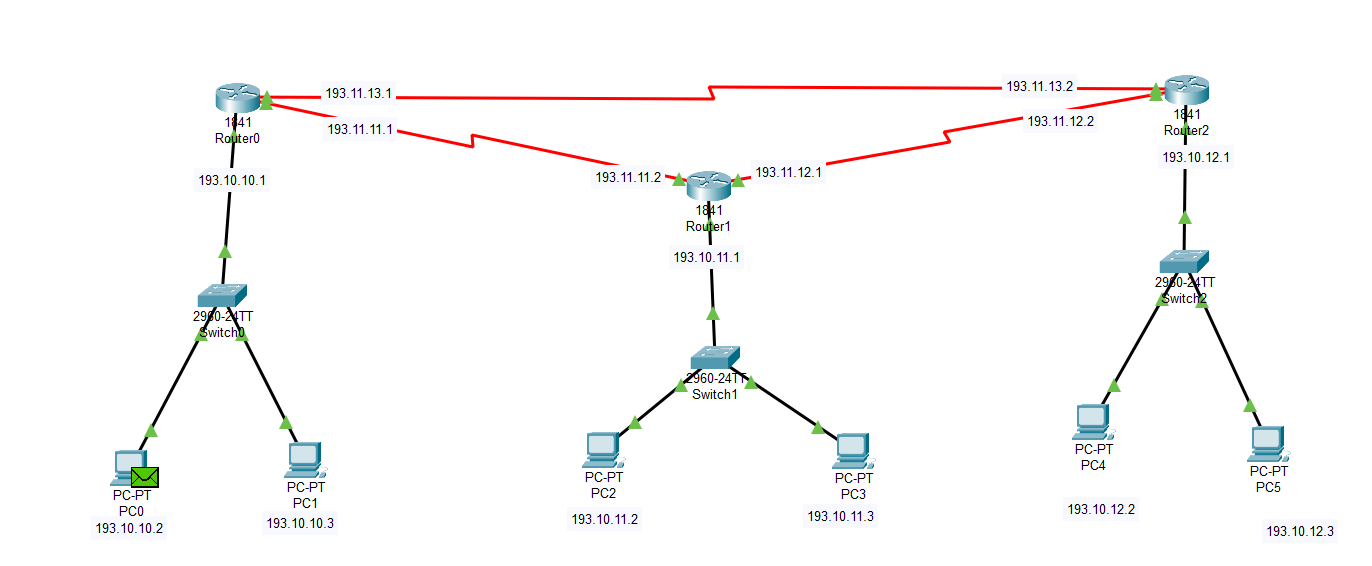 193.11.13.1
193.11.13.2
1841
Router0
193.11.11.1
1841
Router2
193.11.12.2
193.10.10.1
193.11.11.2
193.11.12.1
193.10.12.1
1841
Router1
193.10.11.1
2960-24TT
Switch0
2960-24TT
Switch2
2960-24TT
Switch1
PC-PT
PC0
193.10.10.2
PC-PT
PC1
193.10.10.3
PC-PT
PC2
193.10.11.2
PC-PT
PC3
193.10.11.3
PC-PT
PC4
193.10.12.2
PC-PT
PC5
193.10.12.3